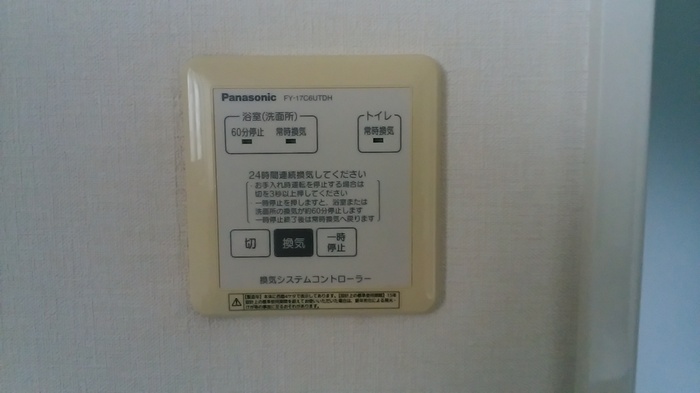 Panasonic FY-17C6UTDH
浴室(洗面所)
トイレ
60分停止 常時換気
常時換気
24時間連続換気してください
お手入れ時運転を停止する場合は
切を3秒以上押してください
一時停止を押しますと、浴室または
洗面所の換気が約60分停止します
一時停止終了後は常時換気へ戻ります
切 換気 一時
停止
換気システムコントローラー